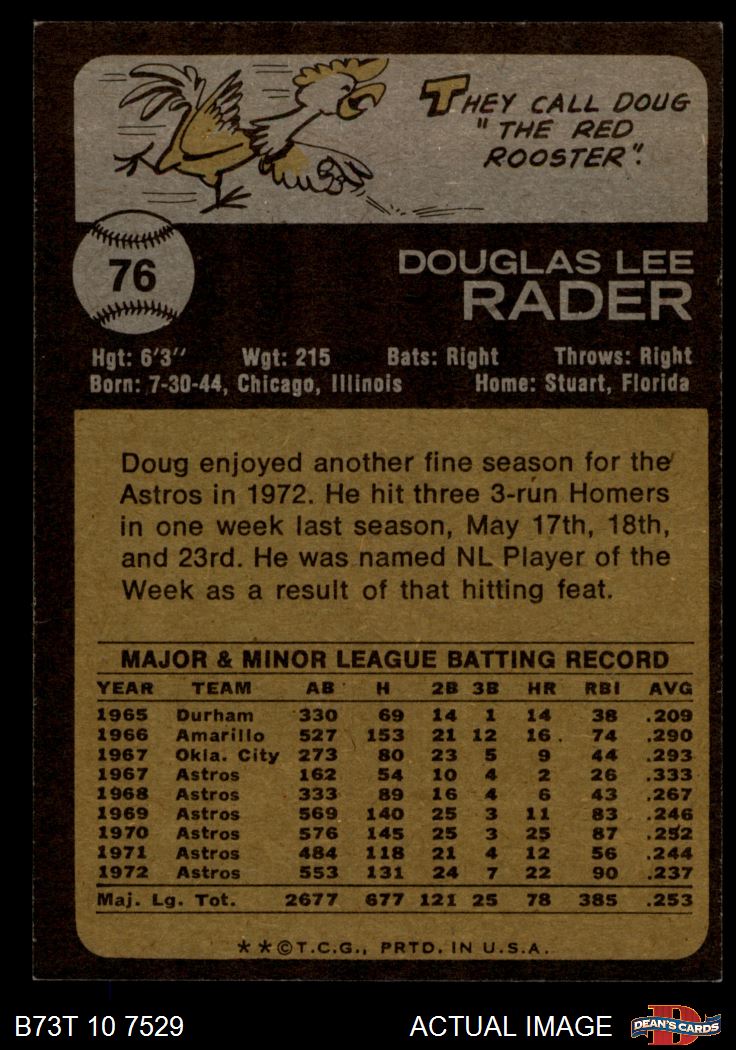 THEY CALL DOUG
"THE RED
ROOSTER".
76
DOUGLAS LEE
RADER
Hgt: 6'3" Wgt: 215 Bats: Right Throws: Right
Born: 7-30-44, Chicago, Illinois Home: Stuart, Florida
Doug enjoyed another fine season for the
Astros in 1972. He hit three 3-run Homers
in one week last season, May 17th, 18th,
and 23rd. He was named NL Player of the
Week as a result of that hitting feat.
MAJOR & MINOR LEAGUE BATTING RECORD
YEAR TEAM AB H 2B 3B HR RBI AVG
1965 Durham 330 69 14 1 14 38 .209
1966 Amarillo 527 153 21 12 16 74 .290
1967 Okla. City 273 80 23 5 9 44 .293
1967 Astros 162 54 10 4 2 26 .333
1968 Astros 333 89 16 4 6 43 .267
1969 Astros 569 140 25 3 11 83 .246
1970 Astros 576 145 25 3 25 87 .252
1971 Astros 484 118 21 4 12 56 .244
1972 Astros 553 131 24 7 22 90 .237
Maj. Lg. Tot. 2677 677 121 25 78 385 .253
**©T.C.G., PRTD. IN U.S.A.
B73T 10 7529 ACTUAL IMAGE
D
DEAN'S CARDS